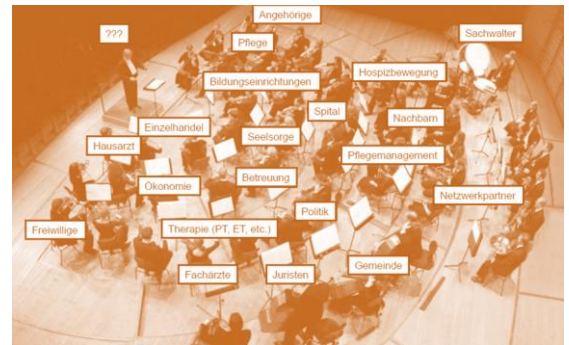 Angehörige
???
Sachwalter
Pflege
Hospizbewegung
Bildungseinrichtungen
Spital
Nachbarn
Einzelhandel
Seelsorge
Hausarzt
Pflegemanagement
Betreuung
Ökonomie
Netzwerkpartner
Politik
Freiwillige
Therapie (PT, ET, etc.)
Gemeinde
Fachärzte
Juristen